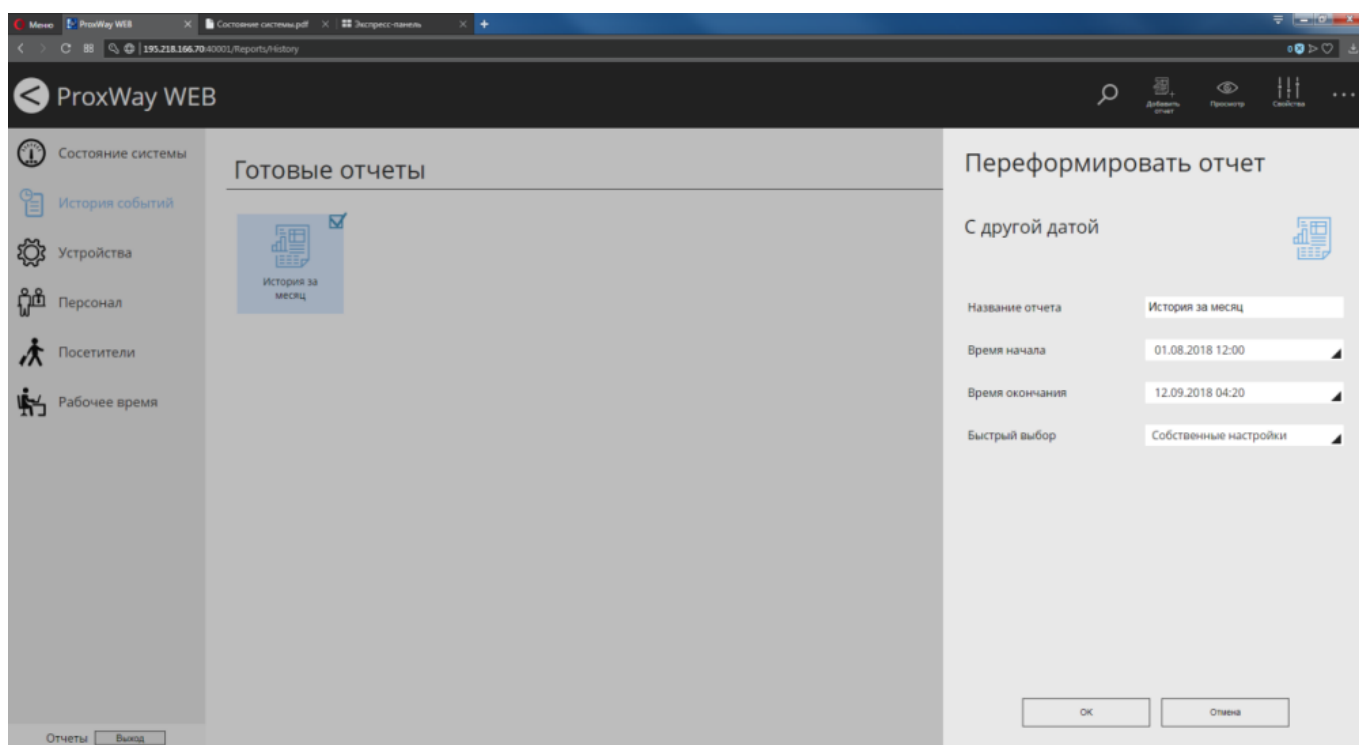 Меню
ProxWay WEB
Состояние системы.pdf
Экспресс-панель
195.218.166.70:40001/Reports/History
0
ProxWay WEB
Добавить
отчет
Просмотр
Свойства
Состояние системы
История событий
Устройства
Персонал
Посетители
Рабочее время
Отчеты
Выход
Готовые отчеты
История за
месяц
Переформировать отчет
С другой датой
Название отчета
История за месяц
Время начала
01.08.2018 12:00
Время окончания
12.09.2018 04:20
Быстрый выбор
Собственные настройки
ОК
Отмена